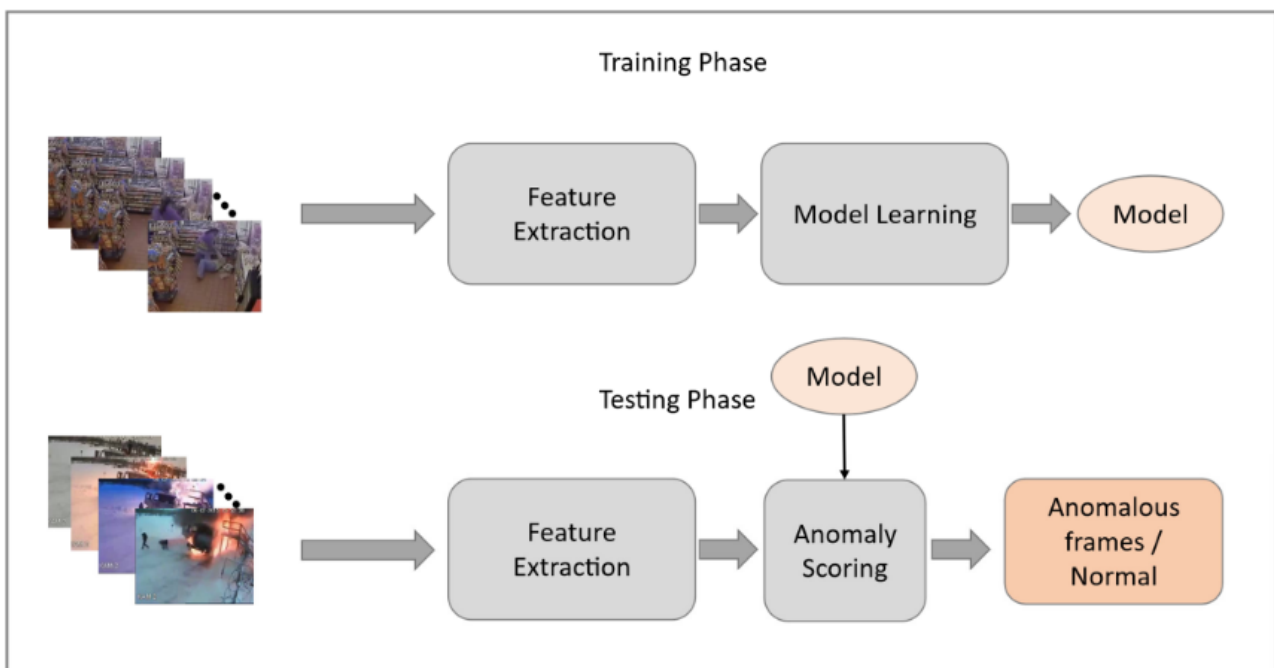 Training Phase
Feature
Extraction
Model Learning
Model
Model
Testing Phase
Feature
Extraction
Anomaly
Scoring
Anomalous
frames /
Normal